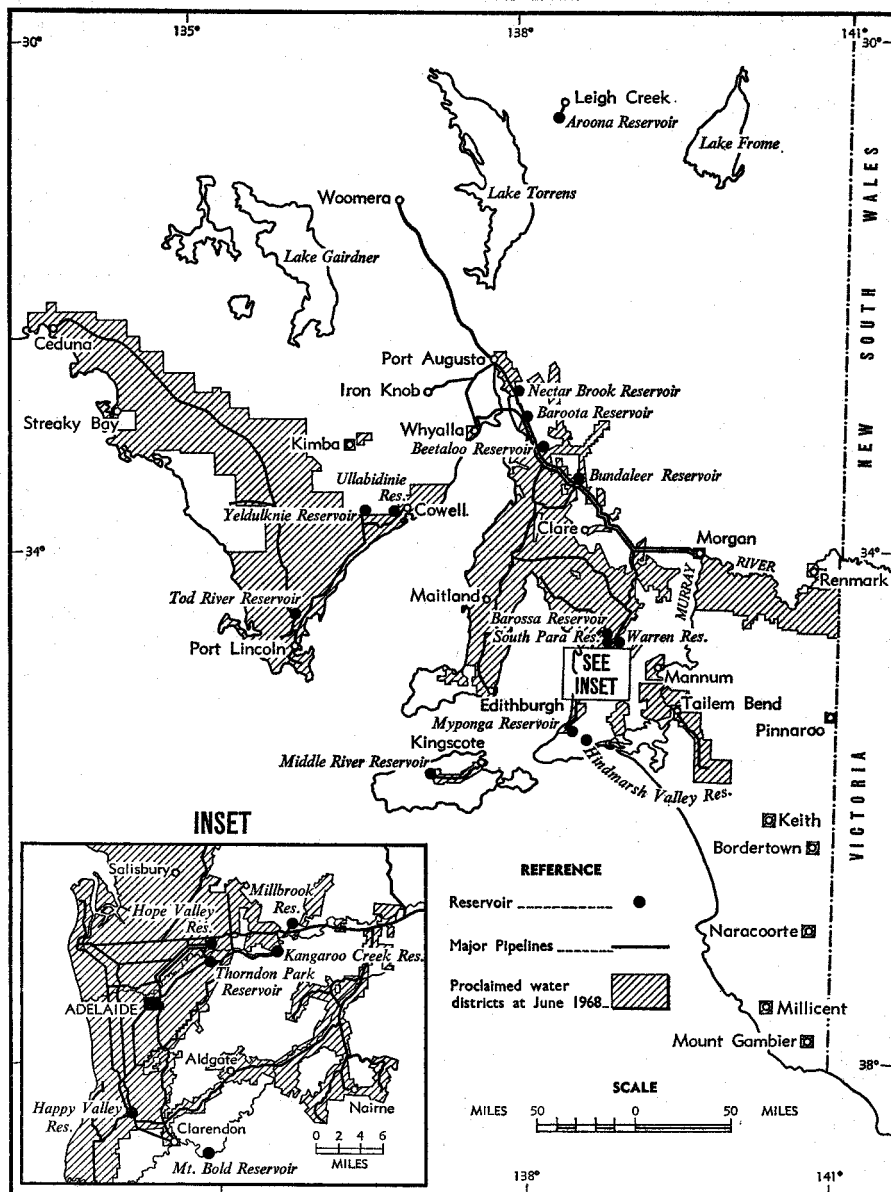 135°
138°
141°
30°
30°
Leigh Creek
Aroona Reservoir
Lake Frome
Lake Torrens
Woomera
Lake Gairdner
NEW SOUTH WALES
Ceduna
Port Augusta
Iron Knob
Nectar Brook Reservoir
Baroota Reservoir
Streaky Bay
Whyalla
Kimba
Beetaloo Reservoir
Ullabidinie
Res.
Bundaleer Reservoir
Yeldulknie Reservoir
Cowell
Clare
34°
Morgan
34°
RIVER
MURRAY
Renmark
Maitland
Tod River Reservoir
Barossa Reservoir
South Para Res.
Warren Res.
Port Lincoln
SEE
INSET
Mannum
Edithburgh
Tailem Bend
Myponga Reservoir
Pinnaroo
Kingscote
Middle River Reservoir
Hindmarsh Valley Res.
VICTORIA
Keith
Bordertown
Naracoorte
Millicent
Mount Gambier
38°
INSET
Salisbury
Millbrook
Res.
Hope Valley
Res.
Kangaroo Creek Res.
Thorndon Park
Reservoir
ADELAIDE
Aldgate
Nairne
Happy Valley
Res.
Clarendon
Mt. Bold Reservoir
0 2 4 6
MILES
REFERENCE
Reservoir
Major Pipelines
Proclaimed water
districts at June 1968
SCALE
MILES 50 0 50 MILES
138°
141°